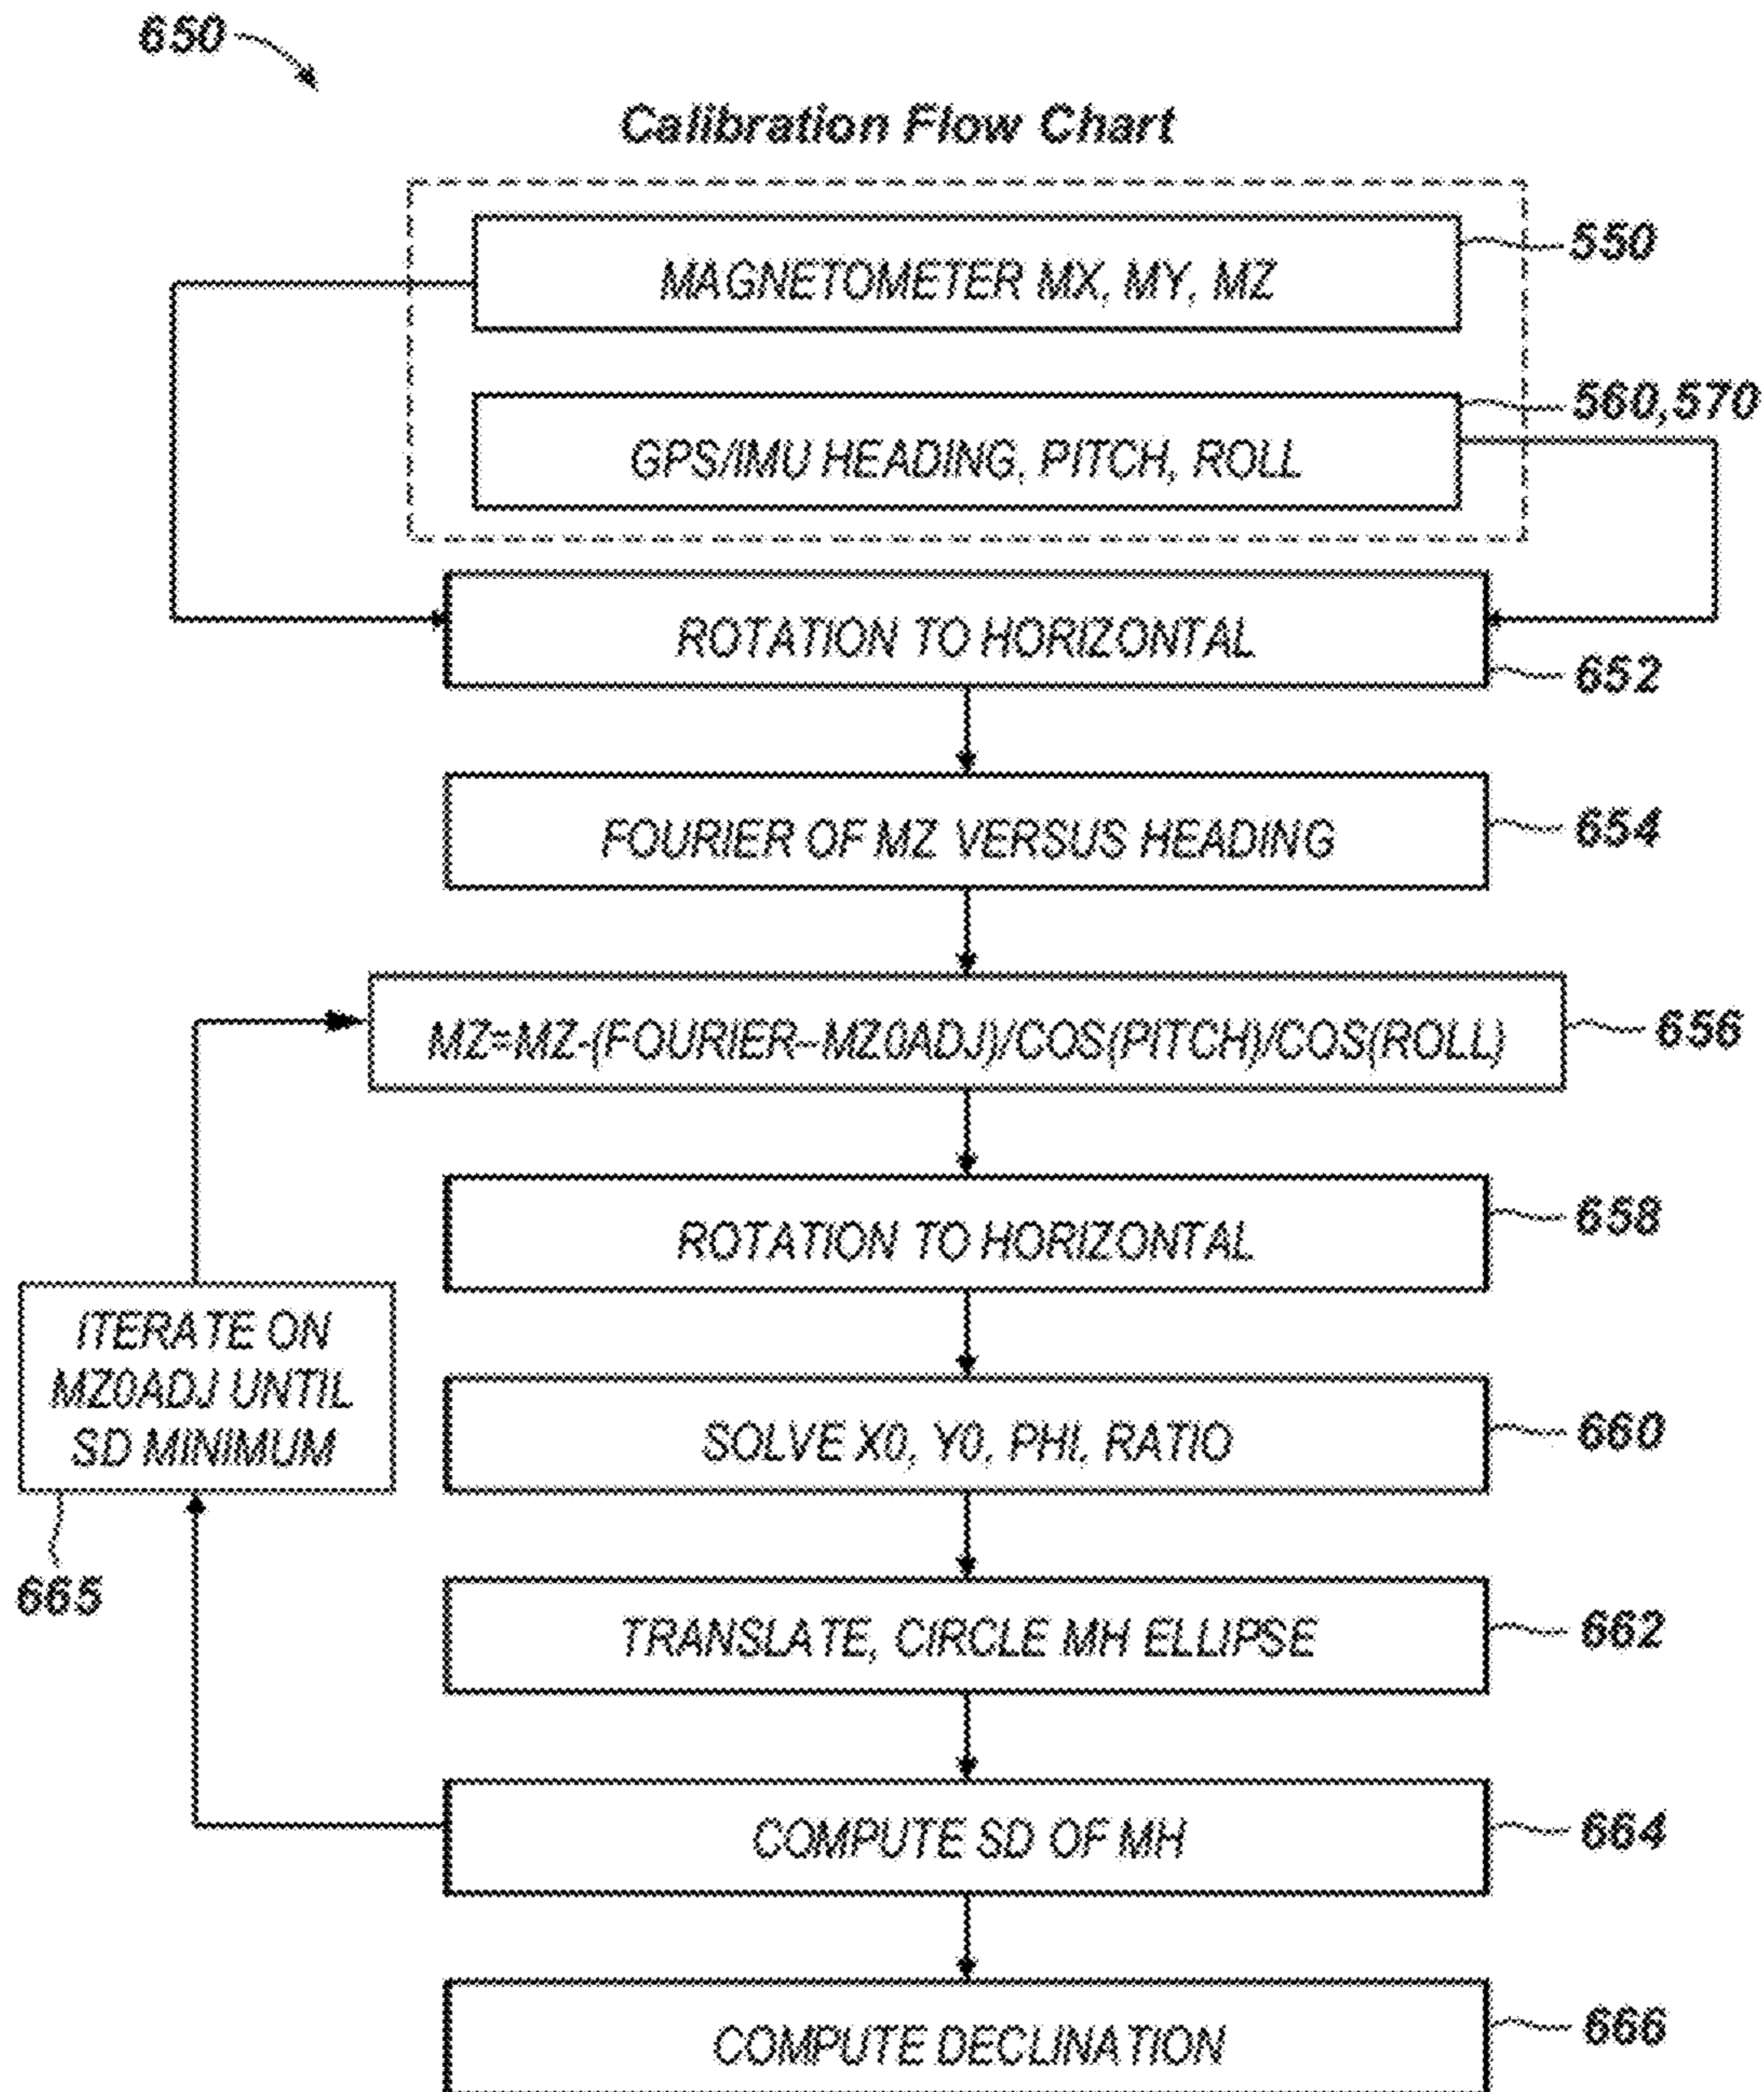 650
Calibration Flow Chart
MAGNETOMETER MX, MY, MZ
550
GPS/IMU HEADING, PITCH, ROLL
560,570
ROTATION TO HORIZONTAL
652
FOURIER OF MZ VERSUS HEADING
654
MZ=MZ-(FOURIER-MZ0ADJ)/COS(PITCH)/COS(ROLL)
656
ROTATION TO HORIZONTAL
658
ITERATE ON
MZ0ADJ UNTIL
SD MINIMUM
665
SOLVE X0, Y0, PHI, RATIO
660
TRANSLATE, CIRCLE MH ELLIPSE
662
COMPUTE SD OF MH
664
COMPUTE DECLINATION
666